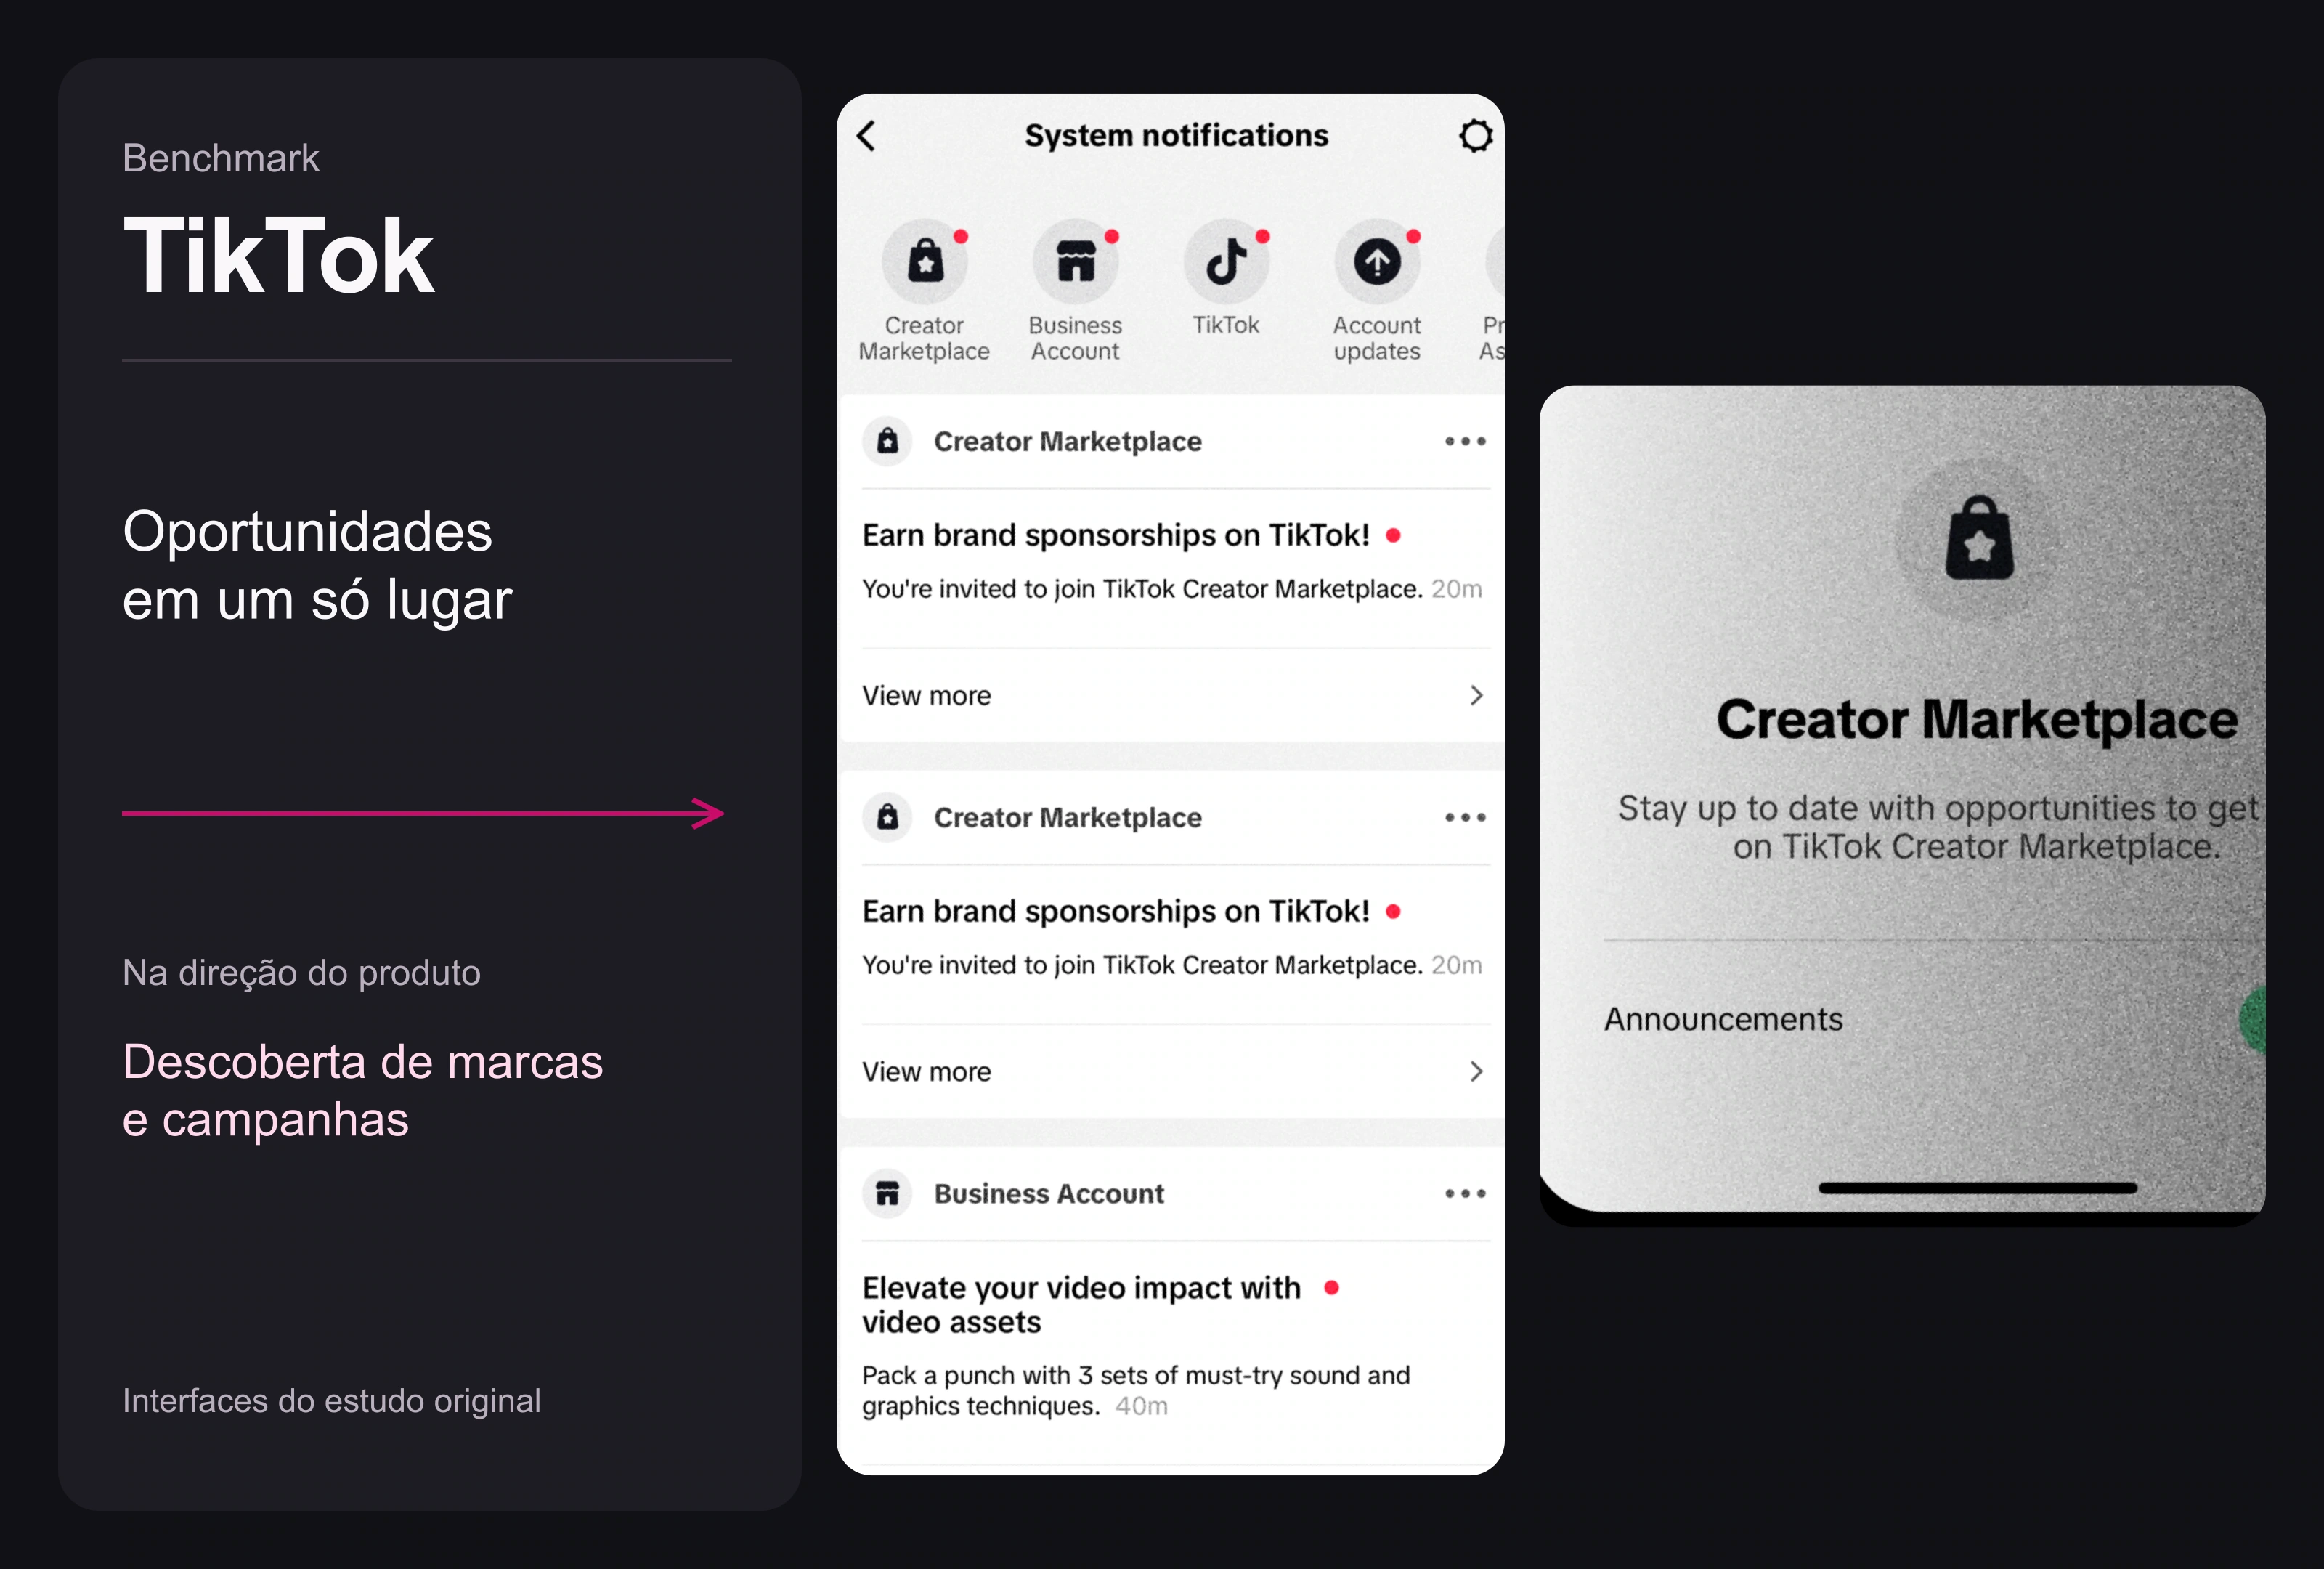 Benchmark
TikTok
Oportunidades
em um só lugar
Na direção do produto
Descoberta de marcas
e campanhas
Interfaces do estudo original
System notifications
Creator
Marketplace
Business
Account
TikTok
Account
updates
Pr
As
Creator Marketplace
Earn brand sponsorships on TikTok!
You're invited to join TikTok Creator Marketplace. 20m
View more
Creator Marketplace
Earn brand sponsorships on TikTok!
You're invited to join TikTok Creator Marketplace. 20m
View more
Business Account
Elevate your video impact with
video assets
Pack a punch with 3 sets of must-try sound and
graphics techniques. 40m
Creator Marketplace
Stay up to date with opportunities to get
on TikTok Creator Marketplace.
Announcements